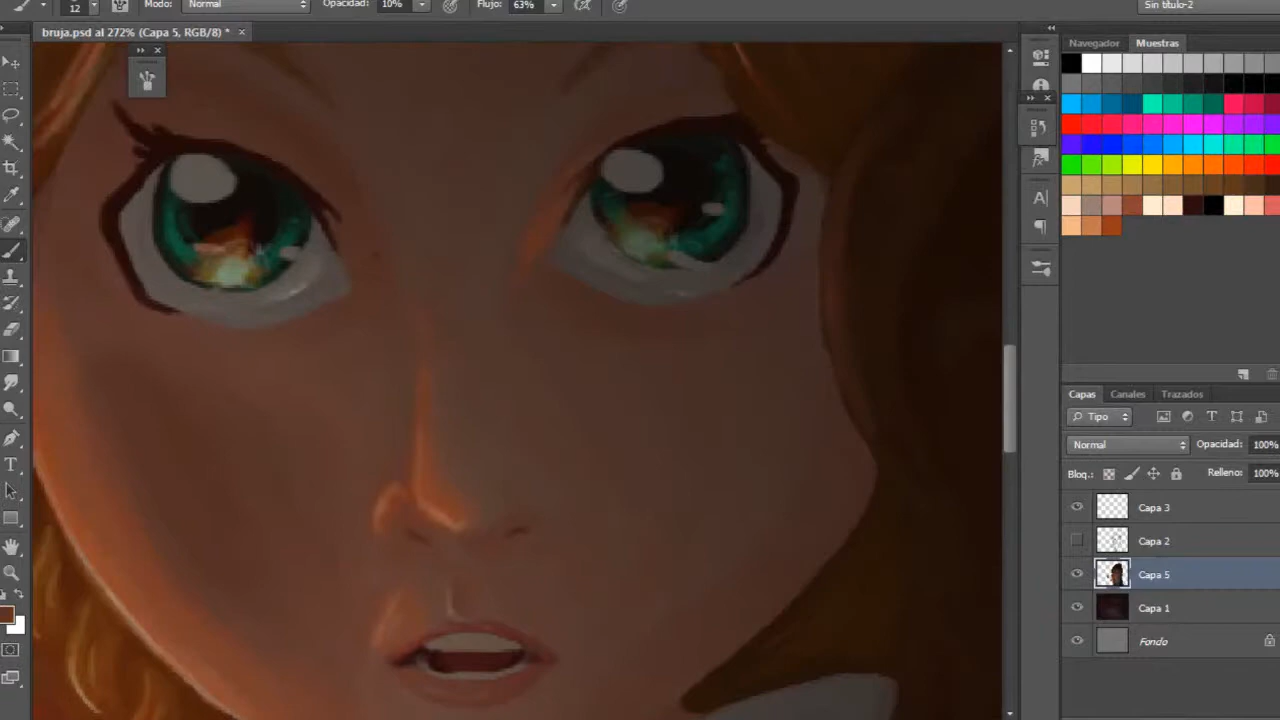 12 Modo: Normal Opacidad: 10% Flujo: 63% Sin título-2
bruja.psd al 272% (Capa 5, RGB/8) * ×
Navegador Muestras
Capas Canales Trazados
Tipo
Normal Opacidad: 100%
Bloq.: Relleno: 100%
Capa 3
Capa 2
Capa 5
Capa 1
Fondo